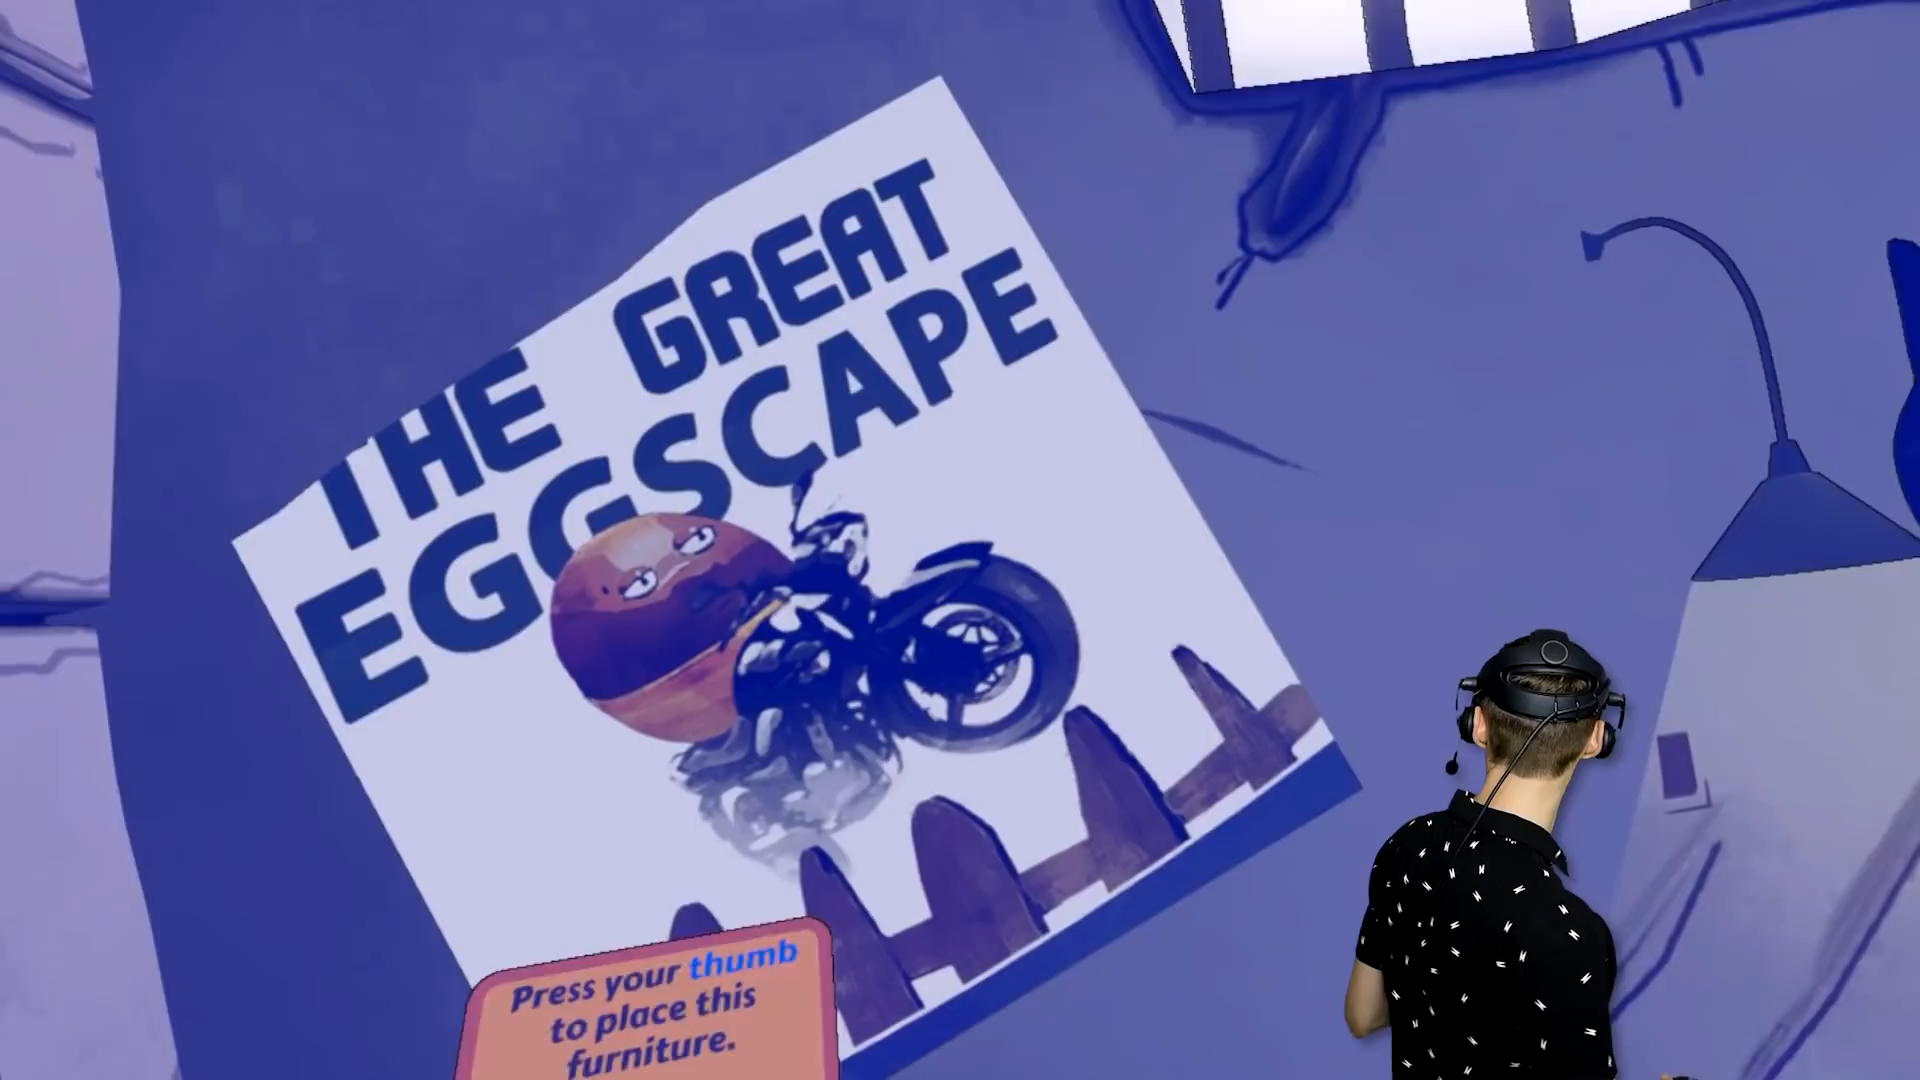 THE GREAT
EGGSCAPE
Press your thumb
to place this
furniture.